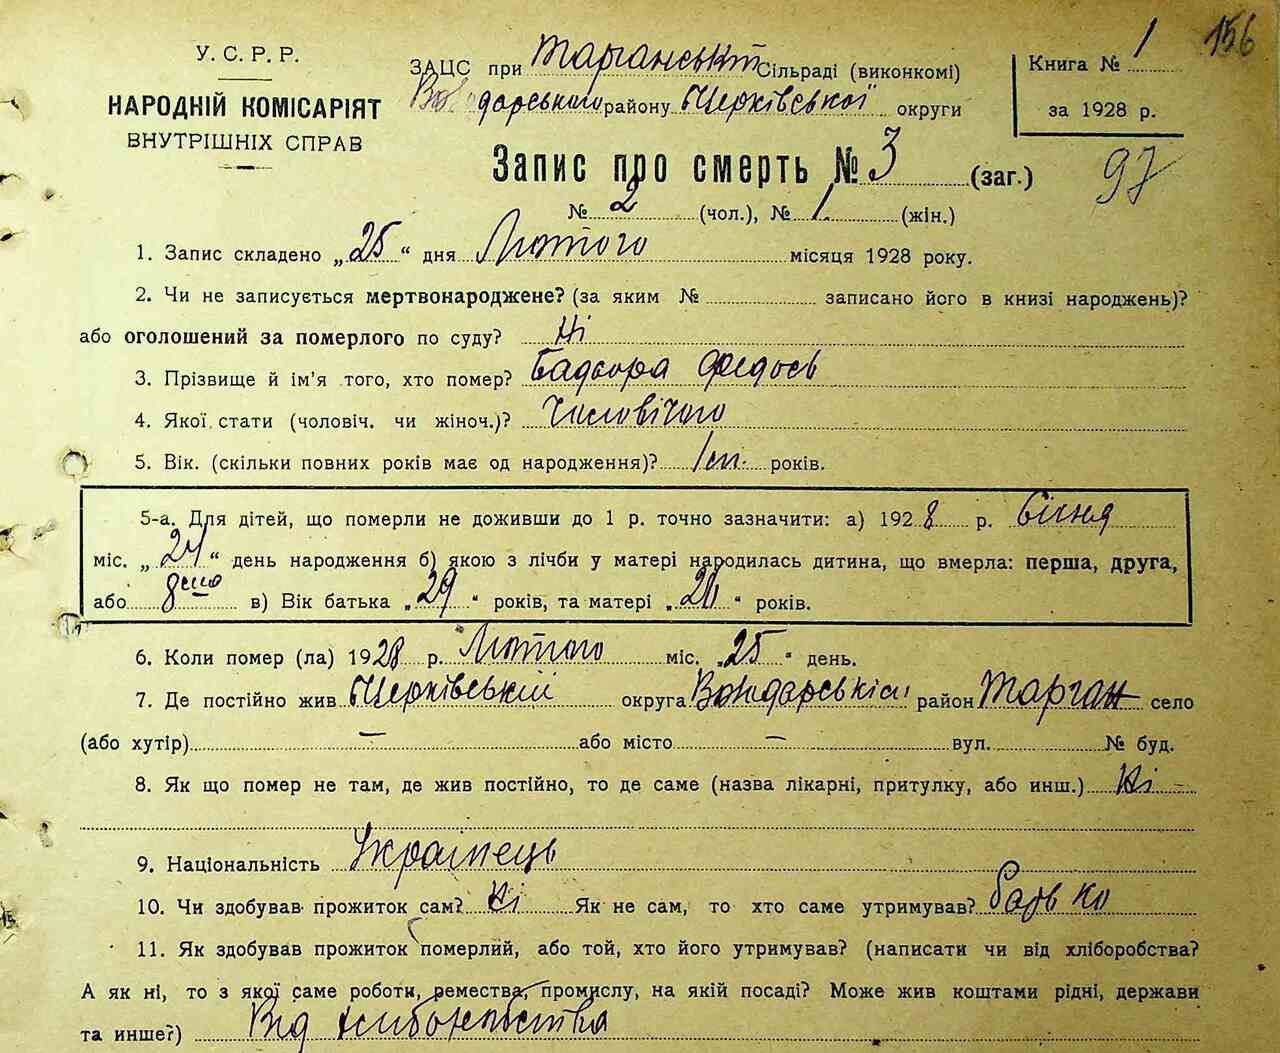 156
У. С. Р. Р.
НАРОДНІЙ КОМІСАРІЯТ
ВНУТРІШНІХ СПРАВ
ЗАЦС при Тарганській Сільраді (виконкомі)
Володарського району Б.Церківської округи
Книга № 1
за 1928 р.
Запис про смерть № 3 (заг.)
97
№ 2 (чол.), № 1 (жін.)
1. Запис складено „25“ дня Лютого місяця 1928 року.
2. Чи не записується мертвонароджене? (за яким № записано його в книзі народжень)?
або оголошений за померлого по суду? Ні
3. Прізвище й ім'я того, хто помер? Федось
4. Якої стати (чоловіч. чи жіноч.)? Чоловічого
5. Вік. (скільки повних років має од народження)? 1 років.
5-а. Для дітей, що померли не доживши до 1 р. точно зазначити: а) 1928 р. Січня
міс. „24“ день народження б) якою з лічби у матері народилась дитина, що вмерла: перша, друга,
або в) Вік батька „29“ років, та матері „ “ років.
6. Коли помер (ла) 1928 р. Лютого міс. „25“ день.
7. Де постійно жив Б.Церківській округа Володарській район Тарган село
(або хутір) — або місто — вул. № буд.
8. Як що помер не там, де жив постійно, то де саме (назва лікарні, притулку, або инш.) Ні -
9. Національність Українець
10. Чи здобував прожиток сам? Ні Як не сам, то хто саме утримував? батько
11. Як здобував прожиток померлий, або той, хто його утримував? (написати чи від хліборобства?
А як ні, то з якої саме роботи, ремества, промислу, на якій посаді? Може жив коштами рідні, держави
та инше?) Від хліборобства